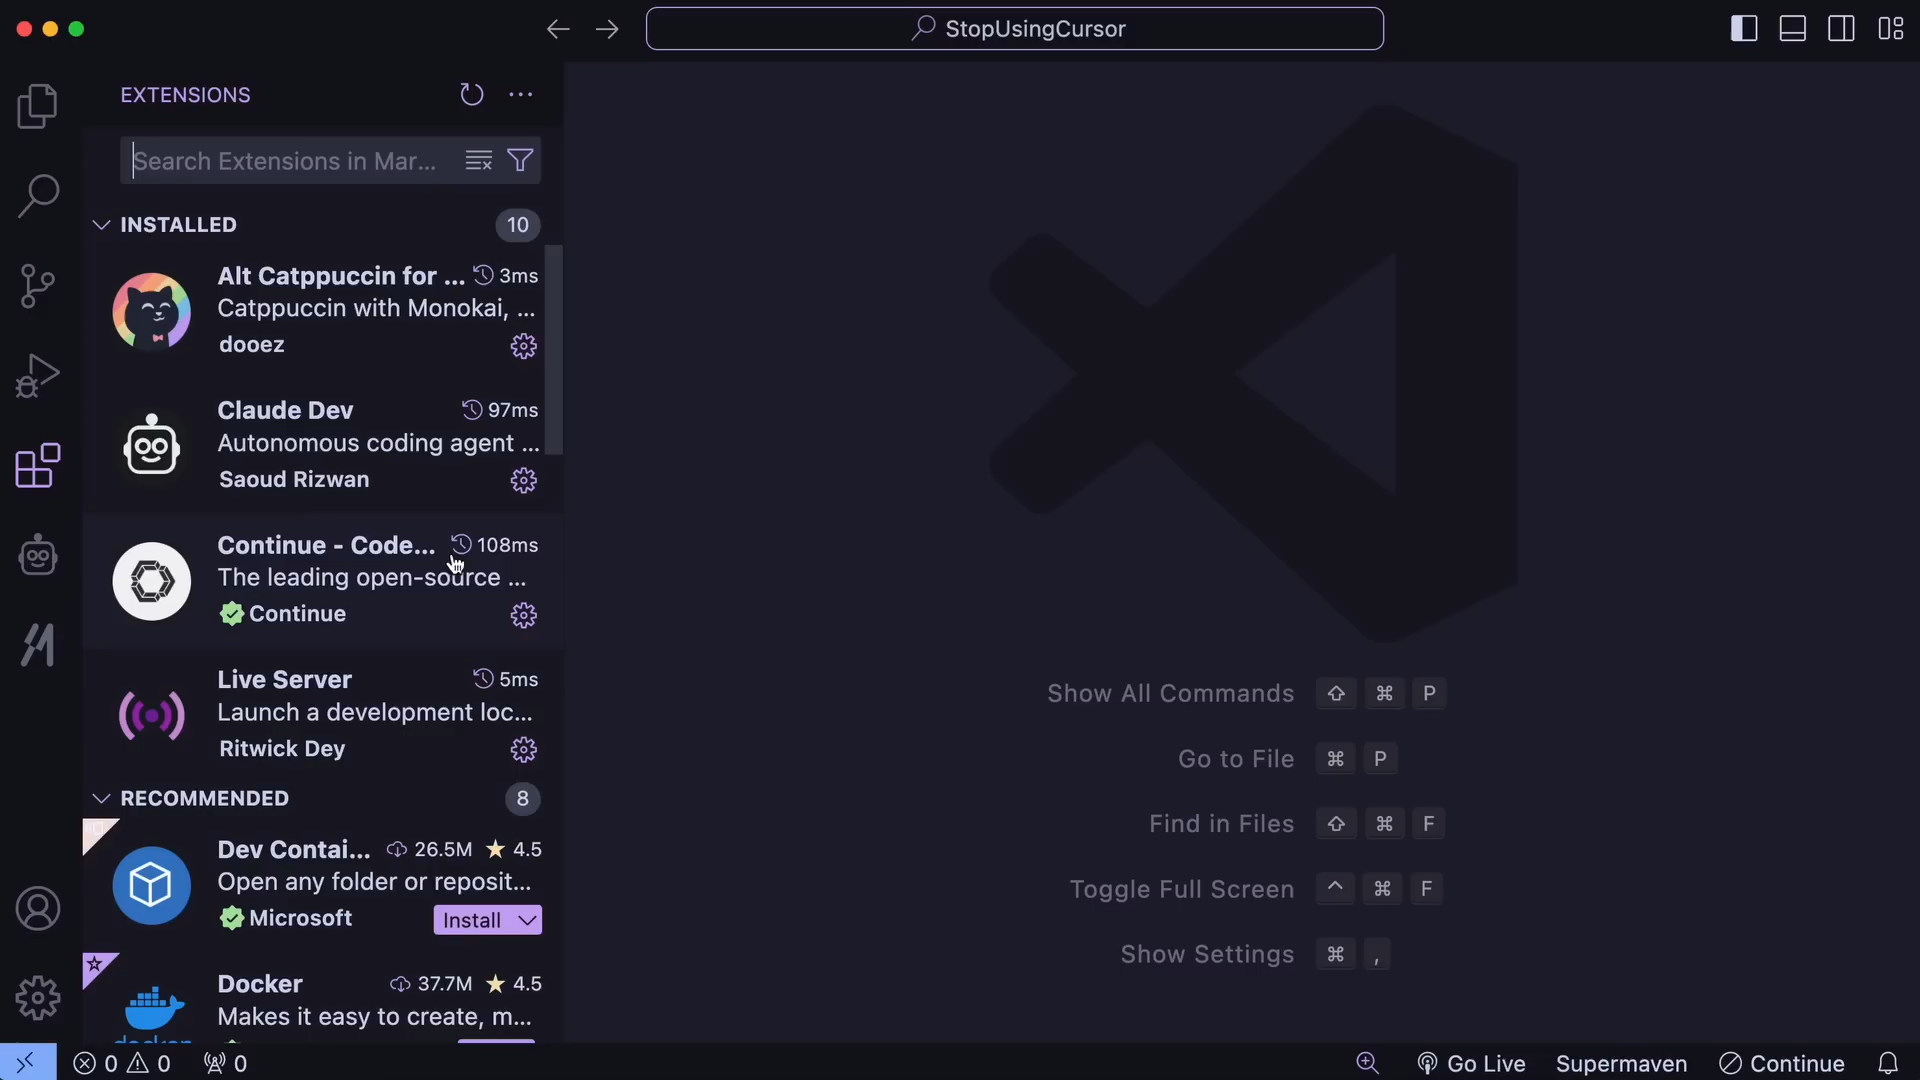 StopUsingCursor
EXTENSIONS
Search Extensions in Mar...
INSTALLED 10
Alt Catppuccin for ... 3ms
Catppuccin with Monokai, ...
dooez
Claude Dev 97ms
Autonomous coding agent ...
Saoud Rizwan
Continue - Code... 108ms
The leading open-source ...
Continue
Live Server 5ms
Launch a development loc...
Ritwick Dey
RECOMMENDED 8
Dev Contai... 26.5M ★ 4.5
Open any folder or reposit...
Microsoft Install
Docker 37.7M ★ 4.5
Makes it easy to create, m...
Show All Commands ⇧ ⌘ P
Go to File ⌘ P
Find in Files ⇧ ⌘ F
Toggle Full Screen ^ ⌘ F
Show Settings ⌘ ,
0 0 0
Go Live Supermaven Continue